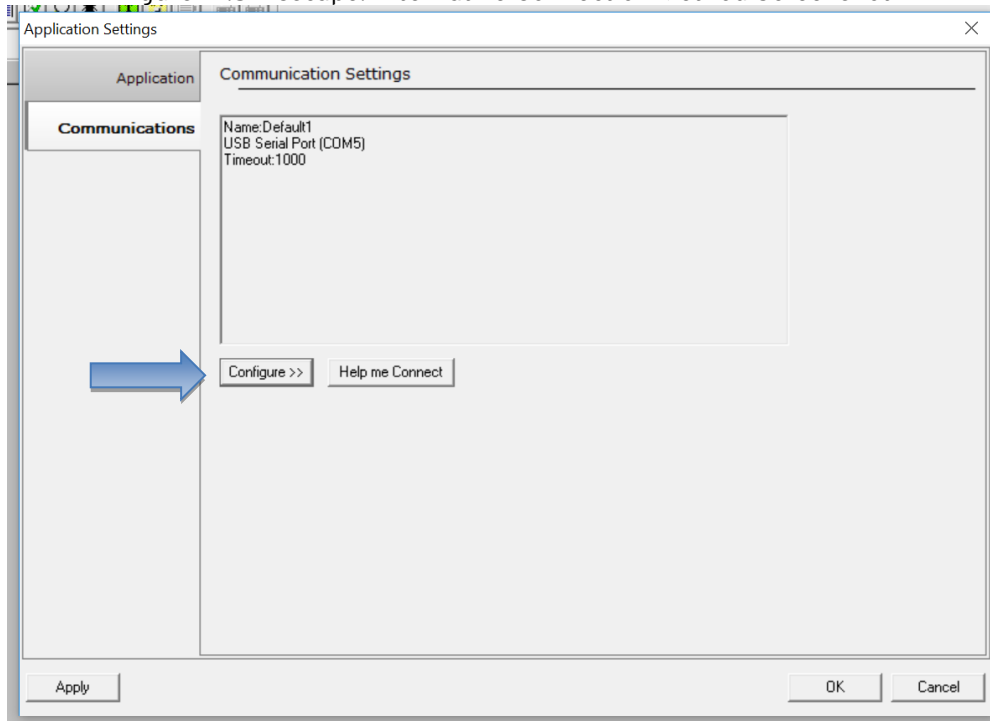 Application Settings
Application
Communication Settings
Communications
Name:Default1
USB Serial Port (COM5)
Timeout:1000
Configure >>
Help me Connect
Apply
OK
Cancel